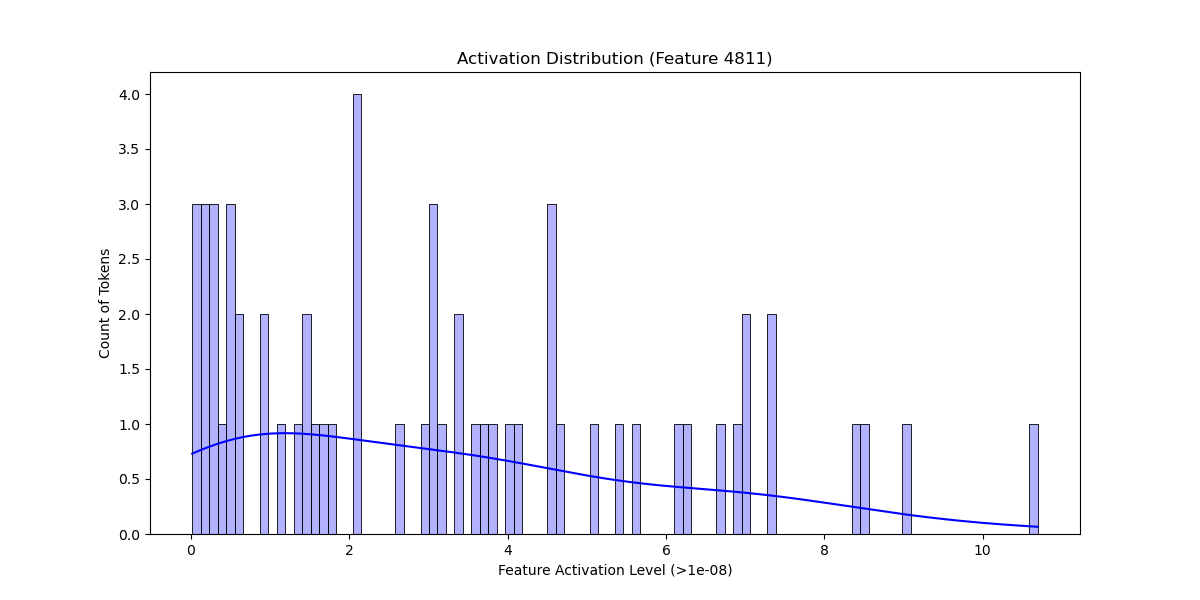 Activation Distribution (Feature 4811)
4.0
3.5
3.0
2.5
2.0
1.5
1.0
0.5
0.0
Count of Tokens
0 2 4 6 8 10
Feature Activation Level (>1e-08)